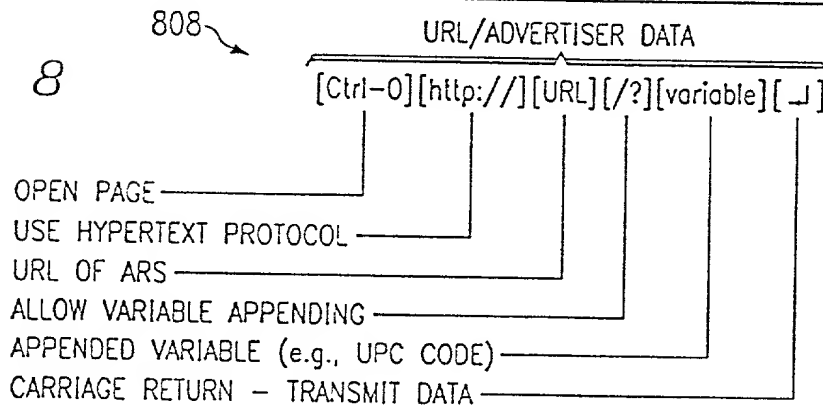 808
URL/ADVERTISER DATA
8
[Ctrl-O][http://][URL][/?][variable][↵]
OPEN PAGE
USE HYPERTEXT PROTOCOL
URL OF ARS
ALLOW VARIABLE APPENDING
APPENDED VARIABLE (e.g., UPC CODE)
CARRIAGE RETURN – TRANSMIT DATA